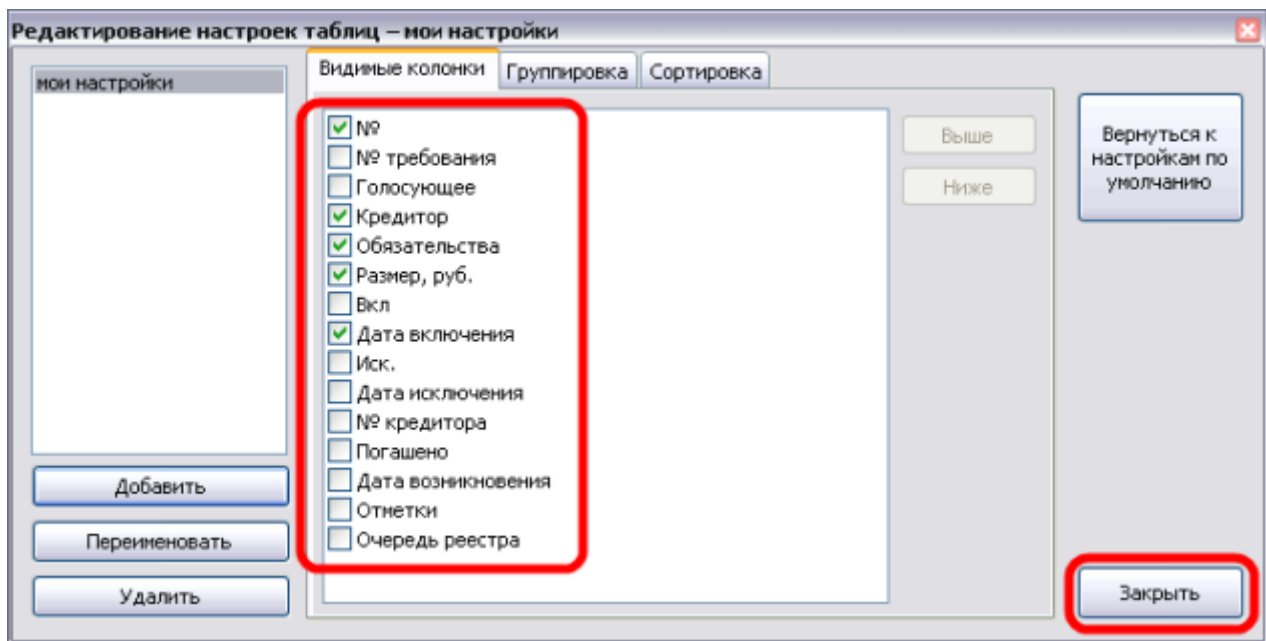 Редактирование настроек таблиц – мои настройки
мои настройки
Видимые колонки
Группировка
Сортировка
№
№ требования
Голосующее
Кредитор
Обязательства
Размер, руб.
Вкл
Дата включения
Иск.
Дата исключения
№ кредитора
Погашено
Дата возникновения
Отметки
Очередь реестра
Выше
Ниже
Вернуться к
настройкам по
умолчанию
Добавить
Переименовать
Удалить
Закрыть